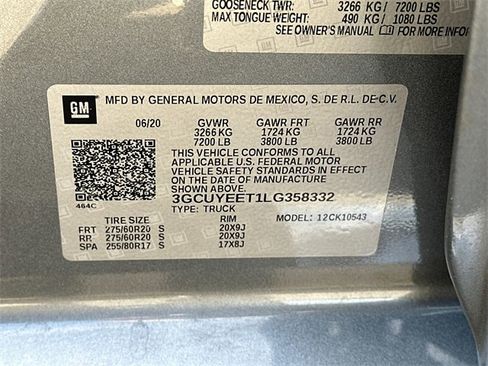 GOOSENECK TWR: 3266 KG / 7200 LBS
MAX TONGUE WEIGHT: 490 KG / 1080 LBS
SEE OWNER'S MANUAL FOR MORE INFO
GM MFD BY GENERAL MOTORS DE MEXICO, S. DE R.L. DE C.V.
06/20 GVWR GAWR FRT GAWR RR
3266 KG 1724 KG 1724 KG
7200 LB 3800 LB 3800 LB
THIS VEHICLE CONFORMS TO ALL
APPLICABLE U.S. FEDERAL MOTOR
VEHICLE SAFETY STANDARDS IN EFFECT
ON THE DATE OF MANUFACTURE
SHOWN ABOVE.
464C 3GCUYEET1LG358332
TYPE: TRUCK MODEL: 12CK10543
TIRE SIZE RIM
FRT 275/60R20 S 20X9J
RR 275/60R20 S 20X9J
SPA 255/80R17 S 17X8J